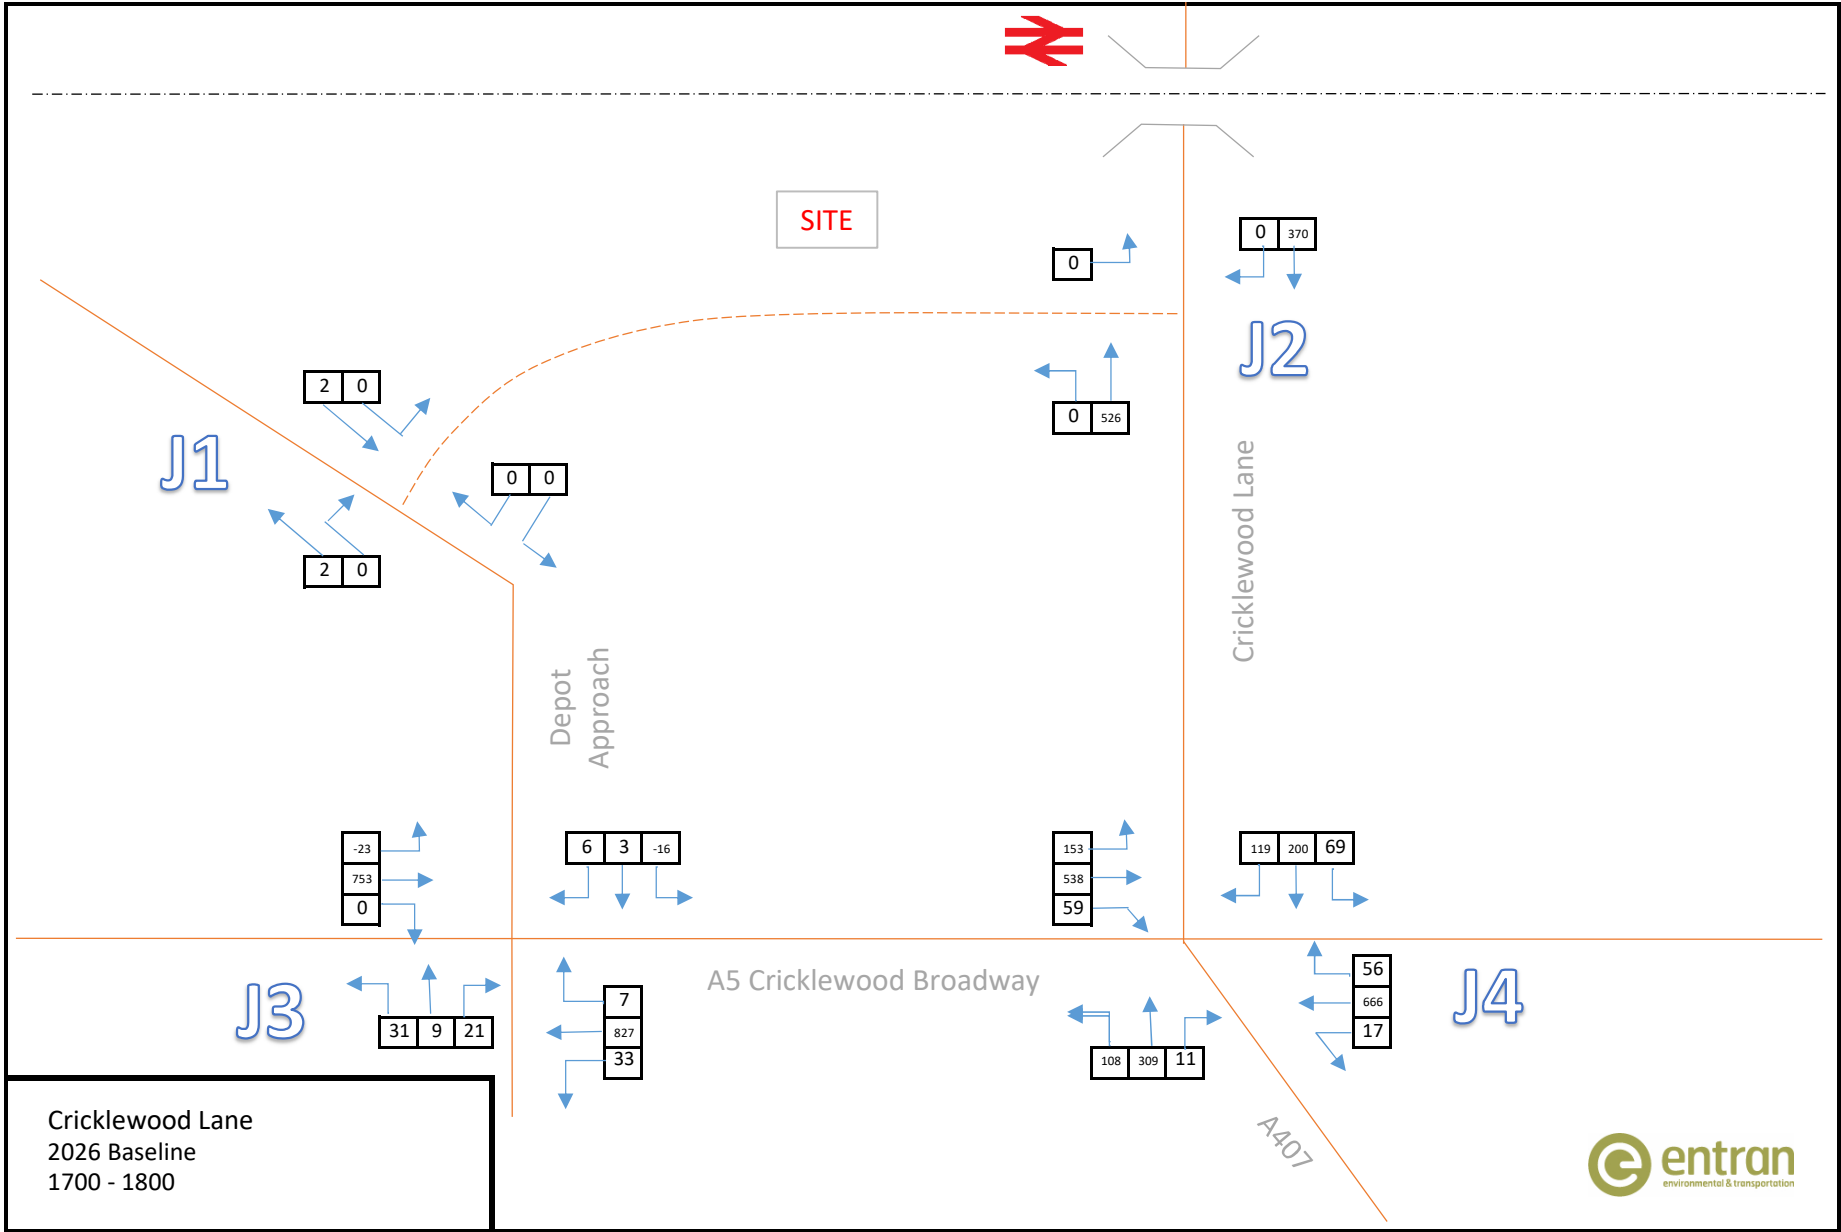 SITE
0 370
0
J2
0 526
2 0
J1
0 0
2 0
Cricklewood Lane
Depot
Approach
-23
753
0
6 3 -16
153
538
59
119 200 69
A5 Cricklewood Broadway
J3
31 9 21
7
827
33
108 309 11
56
666
17
J4
A407
Cricklewood Lane
2026 Baseline
1700 - 1800
e entran
environmental & transportation